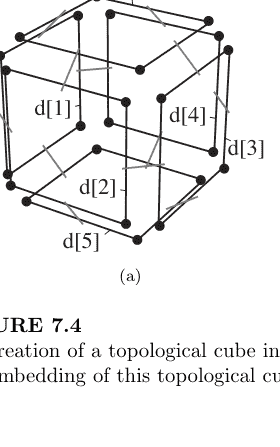 d[1]
d[4]
d[3]
d[2]
d[5]
(a)
URE 7.4
reation of a topological cube in
mbedding of this topological cu